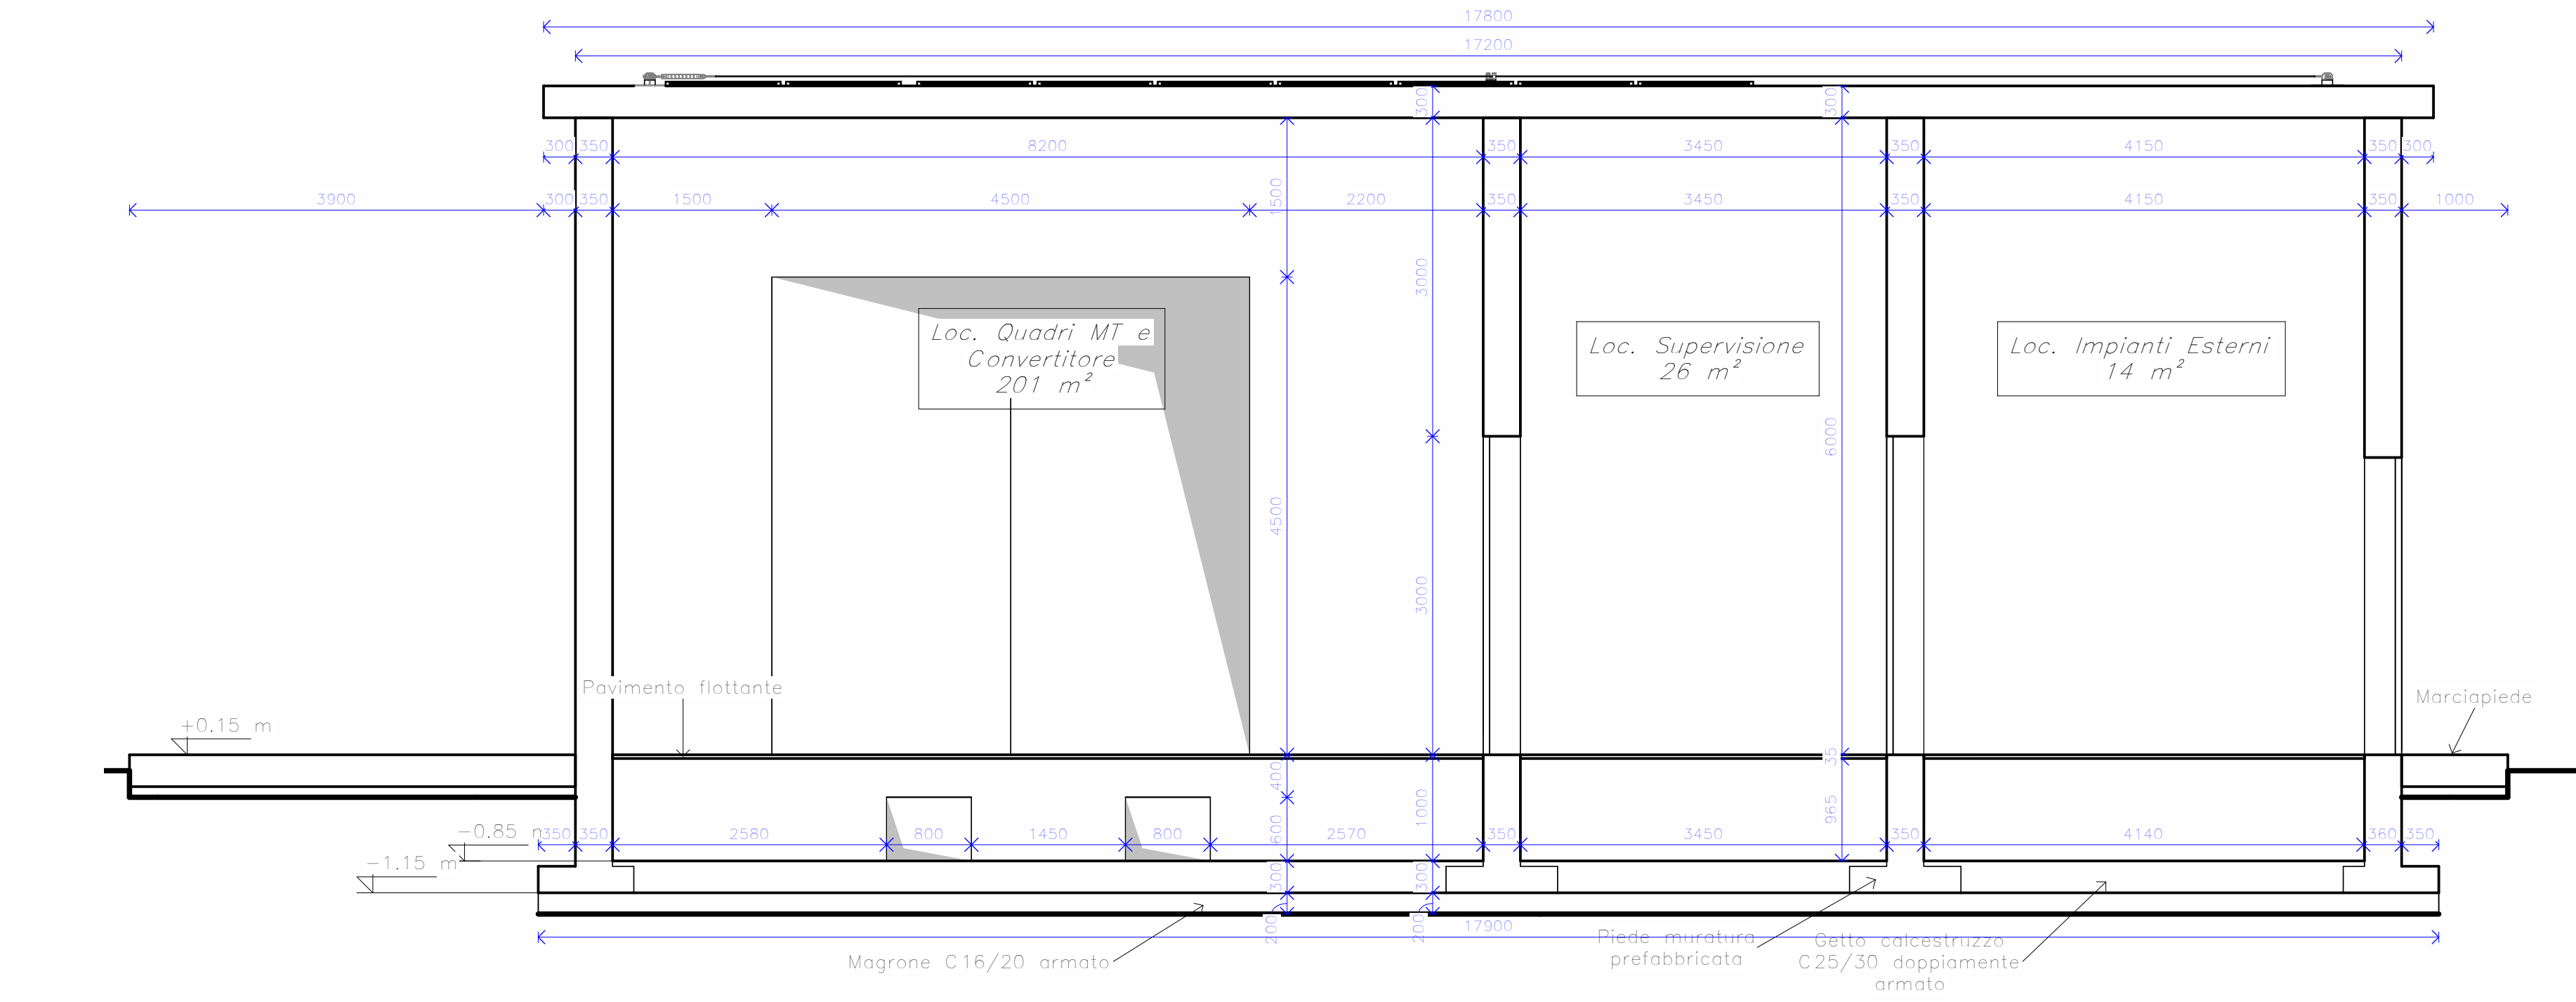 17800
17200
300
300
300 350
8200
350
3450
350
4150
350 300
3900
300 350
1500
4500
2200
350
3450
350
4150
350
1000
1500
3000
6000
4500
3000
Loc. Quadri MT e
Convertitore
201 m²
Loc. Supervisione
26 m²
Loc. Impianti Esterni
14 m²
Pavimento flottante
Marciapiede
+0.15 m
35
400
1000
965
600
-0.85
350 350
2580
800
1450
800
2570
350
3450
350
4140
360 350
-1.15 m
300
300
200
200
17900
Piede muratura
prefabbricata
Getto calcestruzzo
C25/30 doppiamente
armato
Magrone C16/20 armato